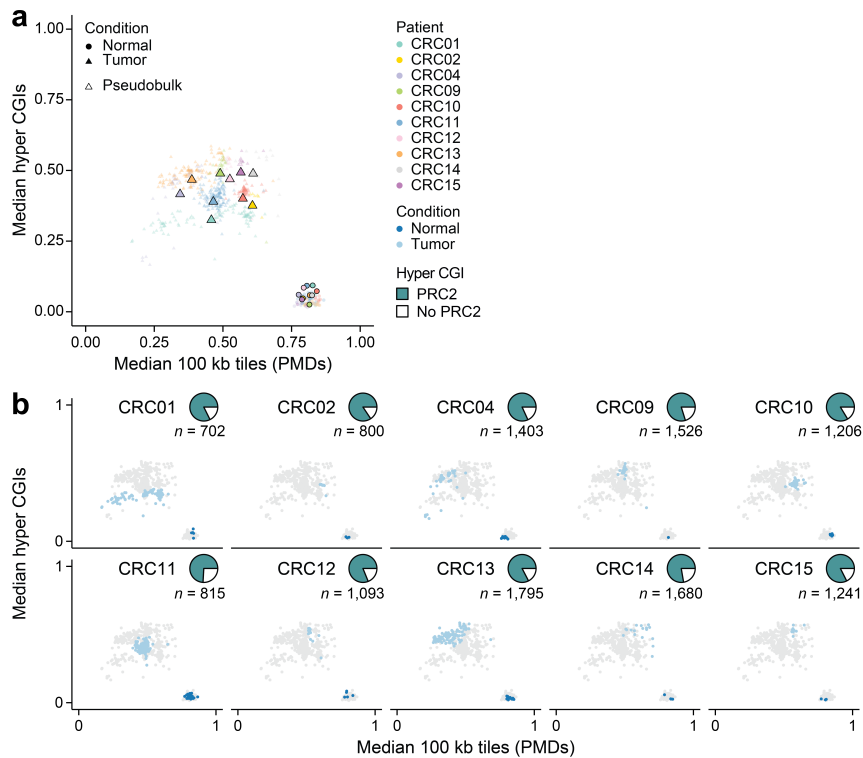 a
Median hyper CGIs
1.00
0.75
0.50
0.25
0.00
0.00
0.25
0.50
0.75
1.00
Median 100 kb tiles (PMDs)
Condition
Normal
Tumor
Pseudobulk
Patient
CRC01
CRC02
CRC04
CRC09
CRC10
CRC11
CRC12
CRC13
CRC14
CRC15
Condition
Normal
Tumor
Hyper CGI
PRC2
No PRC2
b
Median hyper CGIs
1
0
CRC01
n = 702
CRC02
n = 800
CRC04
n = 1,403
CRC09
n = 1,526
CRC10
n = 1,206
1
0
CRC11
n = 815
CRC12
n = 1,093
CRC13
n = 1,795
CRC14
n = 1,680
CRC15
n = 1,241
0 1 0 1 0 1 0 1 0 1
Median 100 kb tiles (PMDs)